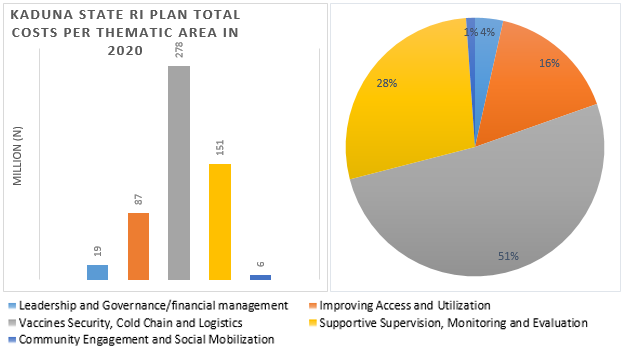 KADUNA STATE RI PLAN TOTAL
COSTS PER THEMATIC AREA IN
2020
MILLION (N)
19
87
278
151
6
1%
4%
16%
28%
51%
Leadership and Governance/financial management
Improving Access and Utilization
Vaccines Security, Cold Chain and Logistics
Supportive Supervision, Monitoring and Evaluation
Community Engagement and Social Mobilization